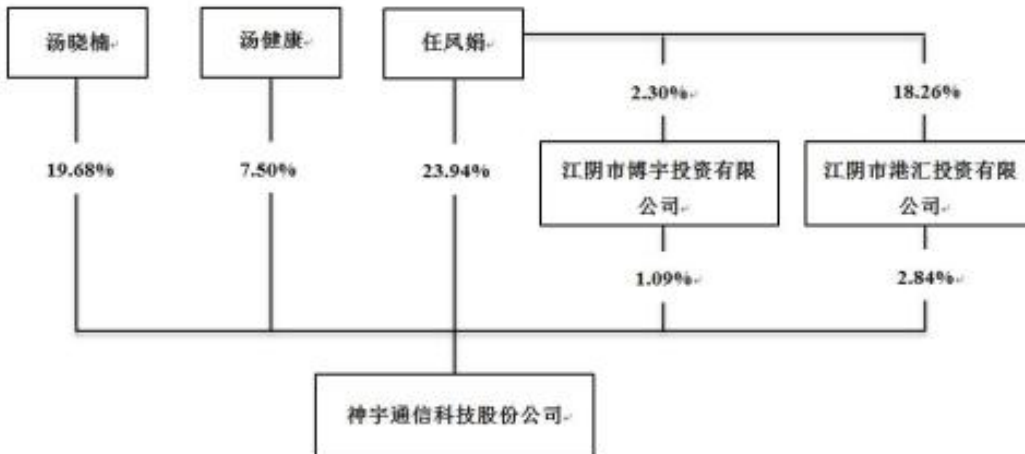 汤晓楠
汤健康
任凤娟
2.30%
18.26%
19.68%
7.50%
23.94%
江阴市博宇投资有限
公司
江阴市港汇投资有限
公司
1.09%
2.84%
神宇通信科技股份公司